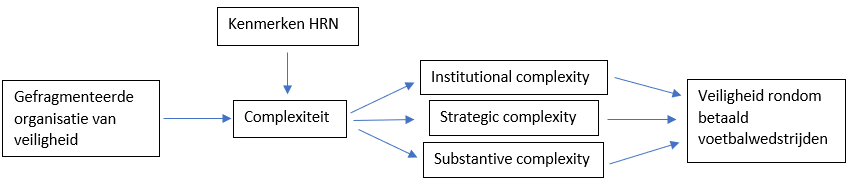 Kenmerken HRN
Gefragmenteerde
organisatie van
veiligheid
Complexiteit
Institutional complexity
Strategic complexity
Substantive complexity
Veiligheid rondom
betaald
voetbalwedstrijden